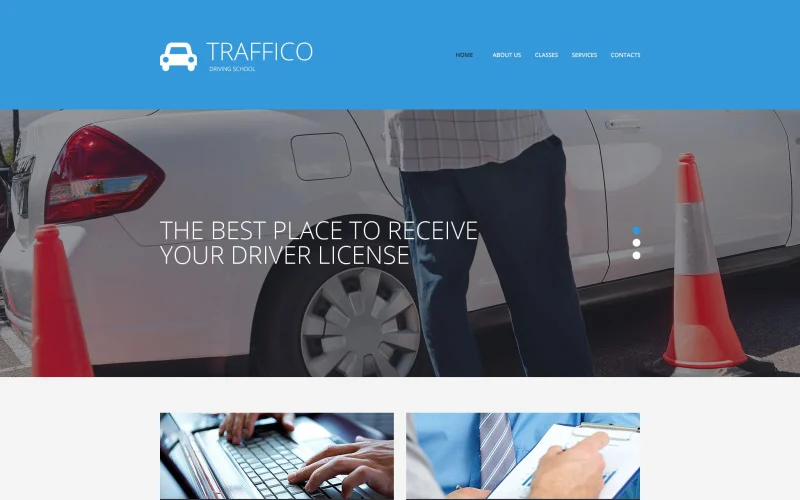 TRAFFICO
DRIVING SCHOOL
HOME
ABOUT US
CLASSES
SERVICES
CONTACTS
THE BEST PLACE TO RECEIVE
YOUR DRIVER LICENSE